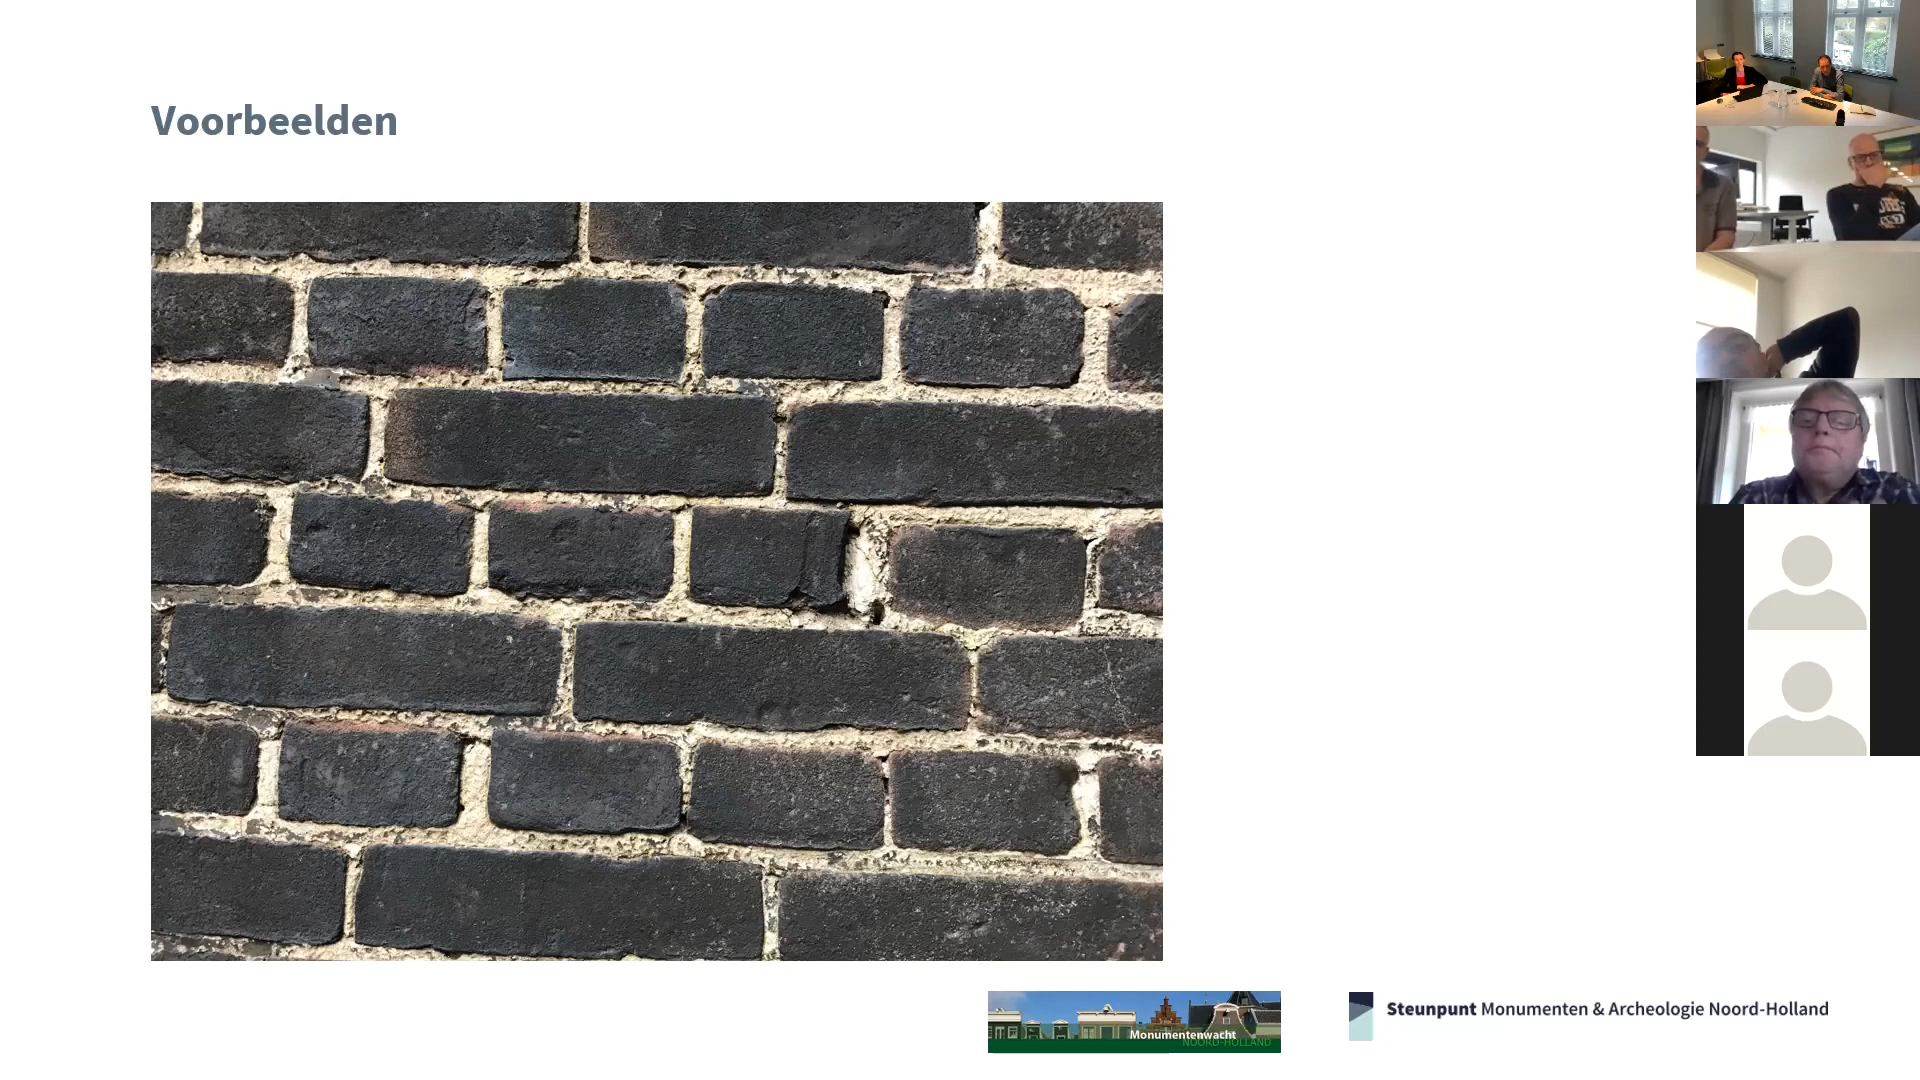 Voorbeelden
Monumentenwacht
NOORD-HOLLAND
Steunpunt Monumenten & Archeologie Noord-Holland